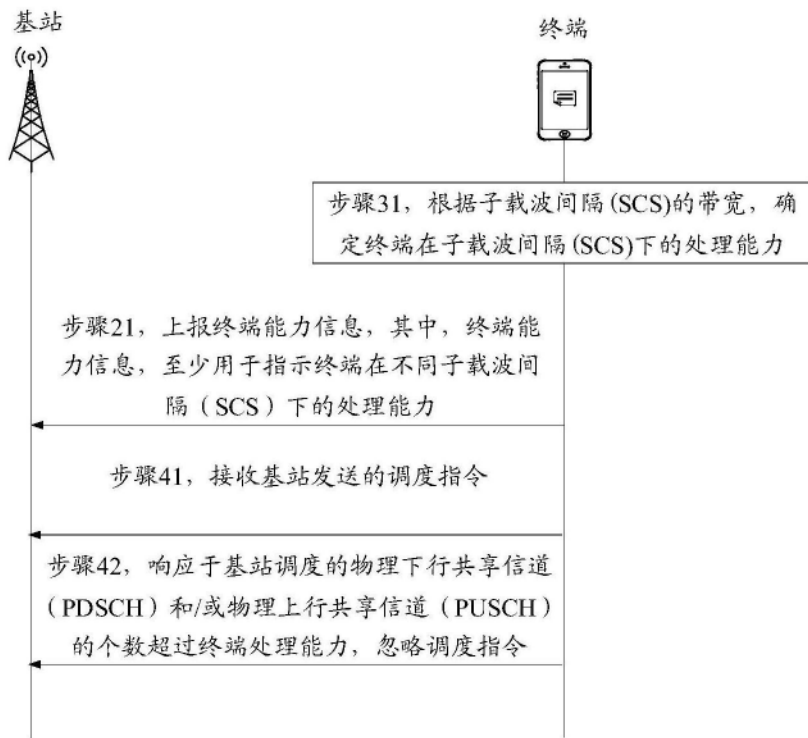 基站
终端
步骤31，根据子载波间隔(SCS)的带宽，确
定终端在子载波间隔(SCS)下的处理能力
步骤21，上报终端能力信息，其中，终端能
力信息，至少用于指示终端在不同子载波间
隔（SCS）下的处理能力
步骤41，接收基站发送的调度指令
步骤42，响应于基站调度的物理下行共享信道
（PDSCH）和/或物理上行共享信道（PUSCH）
的个数超过终端处理能力，忽略调度指令